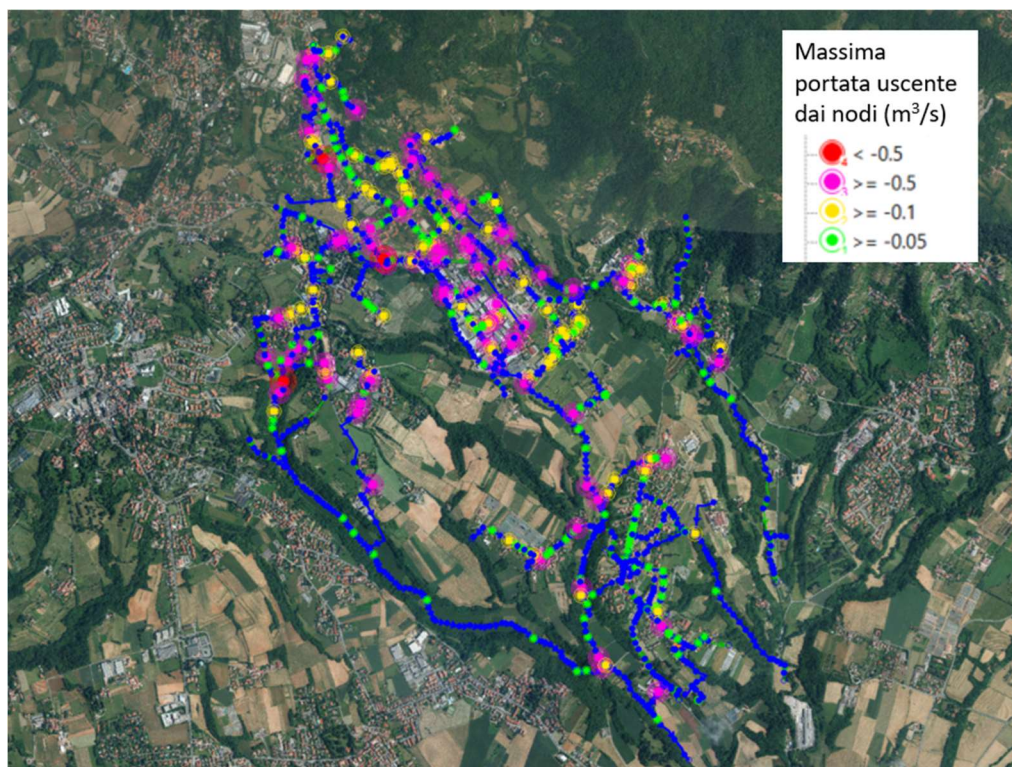 Massima
portata uscente
dai nodi (m³/s)
< -0.5
>= -0.5
>= -0.1
>= -0.05